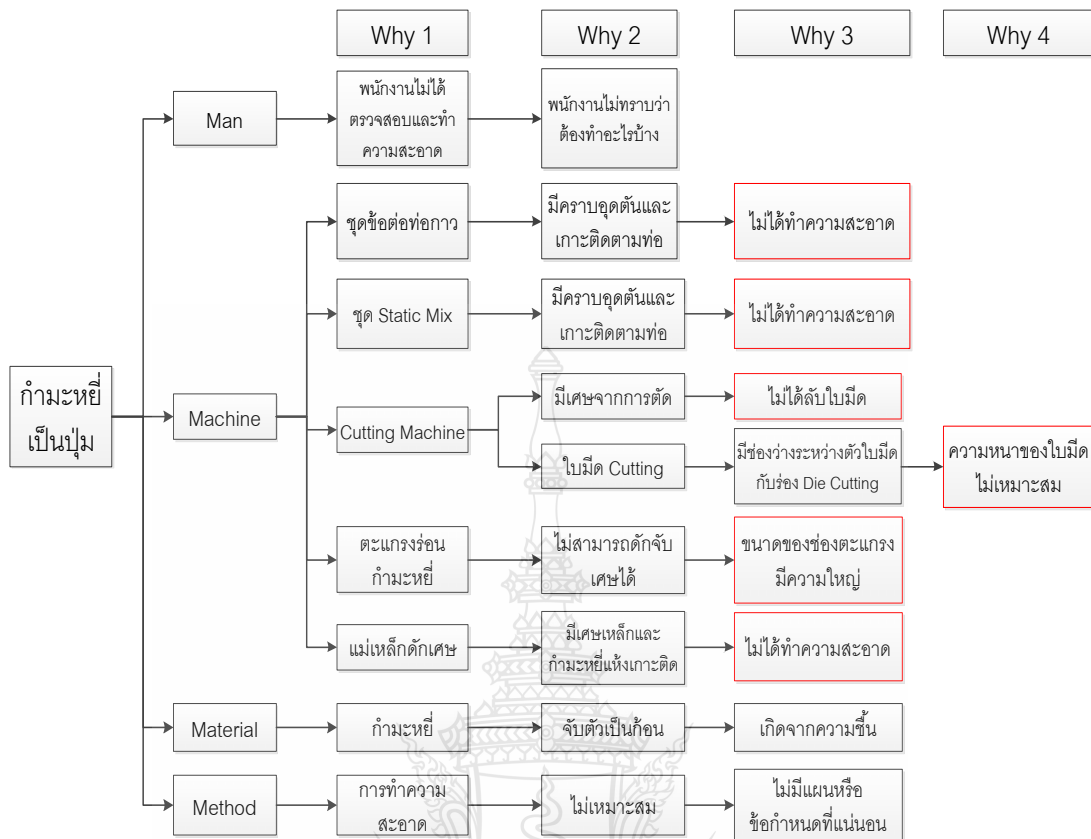 Why 1
Why 2
Why 3
Why 4
Man
พนักงานไม่ได้
ตรวจสอบและทำ
ความสะอาด
พนักงานไม่ทราบว่า
ต้องทำอะไรบ้าง
กำมะหยี่
เป็นปุ่ม
Machine
ชุดข้อต่อท่อกาว
มีคราบอุดตันและ
เกาะติดตามท่อ
ไม่ได้ทำความสะอาด
ชุด Static Mix
มีคราบอุดตันและ
เกาะติดตามท่อ
ไม่ได้ทำความสะอาด
Cutting Machine
มีเศษจากการตัด
ไม่ได้ลับใบมีด
ใบมีด Cutting
มีช่องว่างระหว่างตัวใบมีด
กับร่อง Die Cutting
ความหนาของใบมีด
ไม่เหมาะสม
ตะแกรงร่อน
กำมะหยี่
ไม่สามารถดักจับ
เศษได้
ขนาดของช่องตะแกรง
มีความใหญ่
แม่เหล็กดักเศษ
มีเศษเหล็กและ
กำมะหยี่แห้งเกาะติด
ไม่ได้ทำความสะอาด
Material
กำมะหยี่
จับตัวเป็นก้อน
เกิดจากความชื้น
Method
การทำความ
สะอาด
ไม่เหมาะสม
ไม่มีแผนหรือ
ข้อกำหนดที่แน่นอน